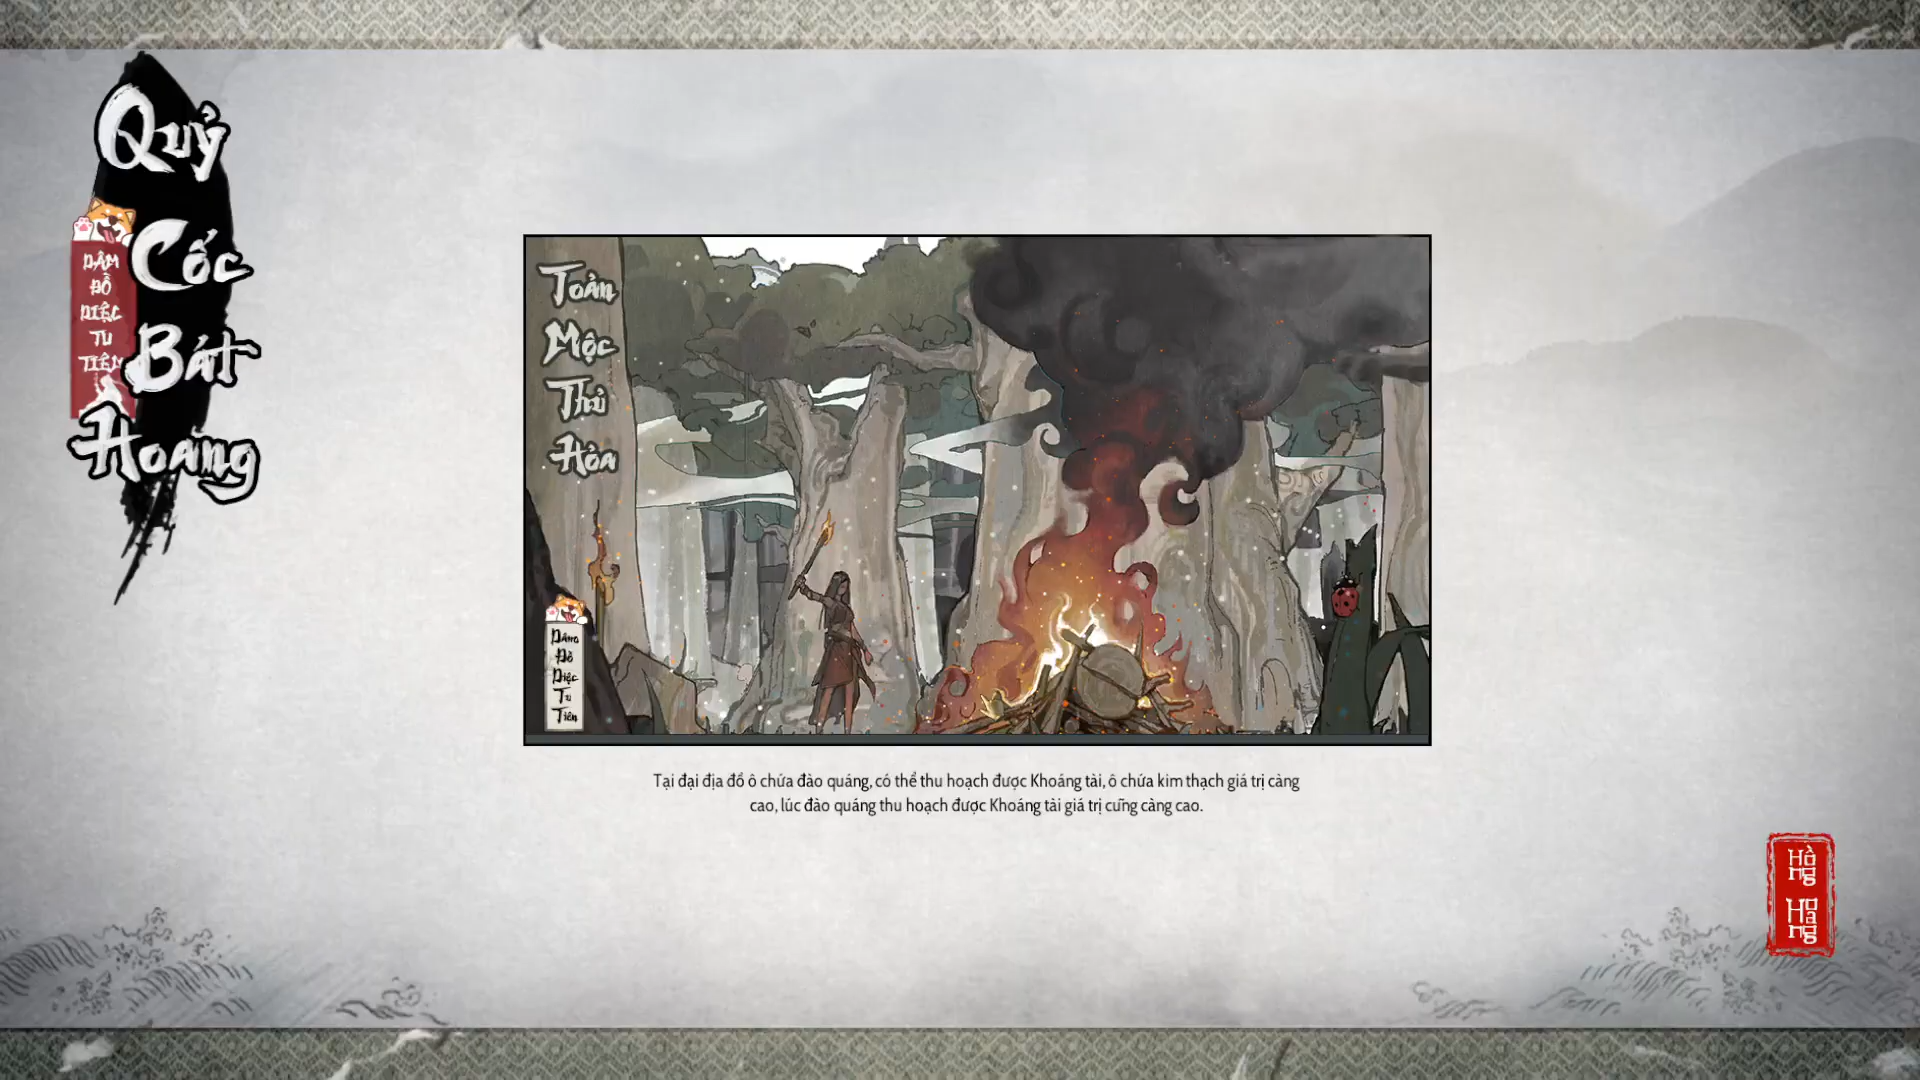 Quỷ
Cốc
Bát
Hoang
DÂM
ĐỒ
DIỆC
TU
TIÊN
Toản
Mộc
Thủ
Hỏa
Dâm
Đồ
Diệc
Tu
Tiên
Tại đại địa đồ ô chứa đào quáng, có thể thu hoạch được Khoáng tài, ô chứa kim thạch giá trị càng
cao, lúc đào quáng thu hoạch được Khoáng tài giá trị cũng càng cao.
Hồng
Hoang